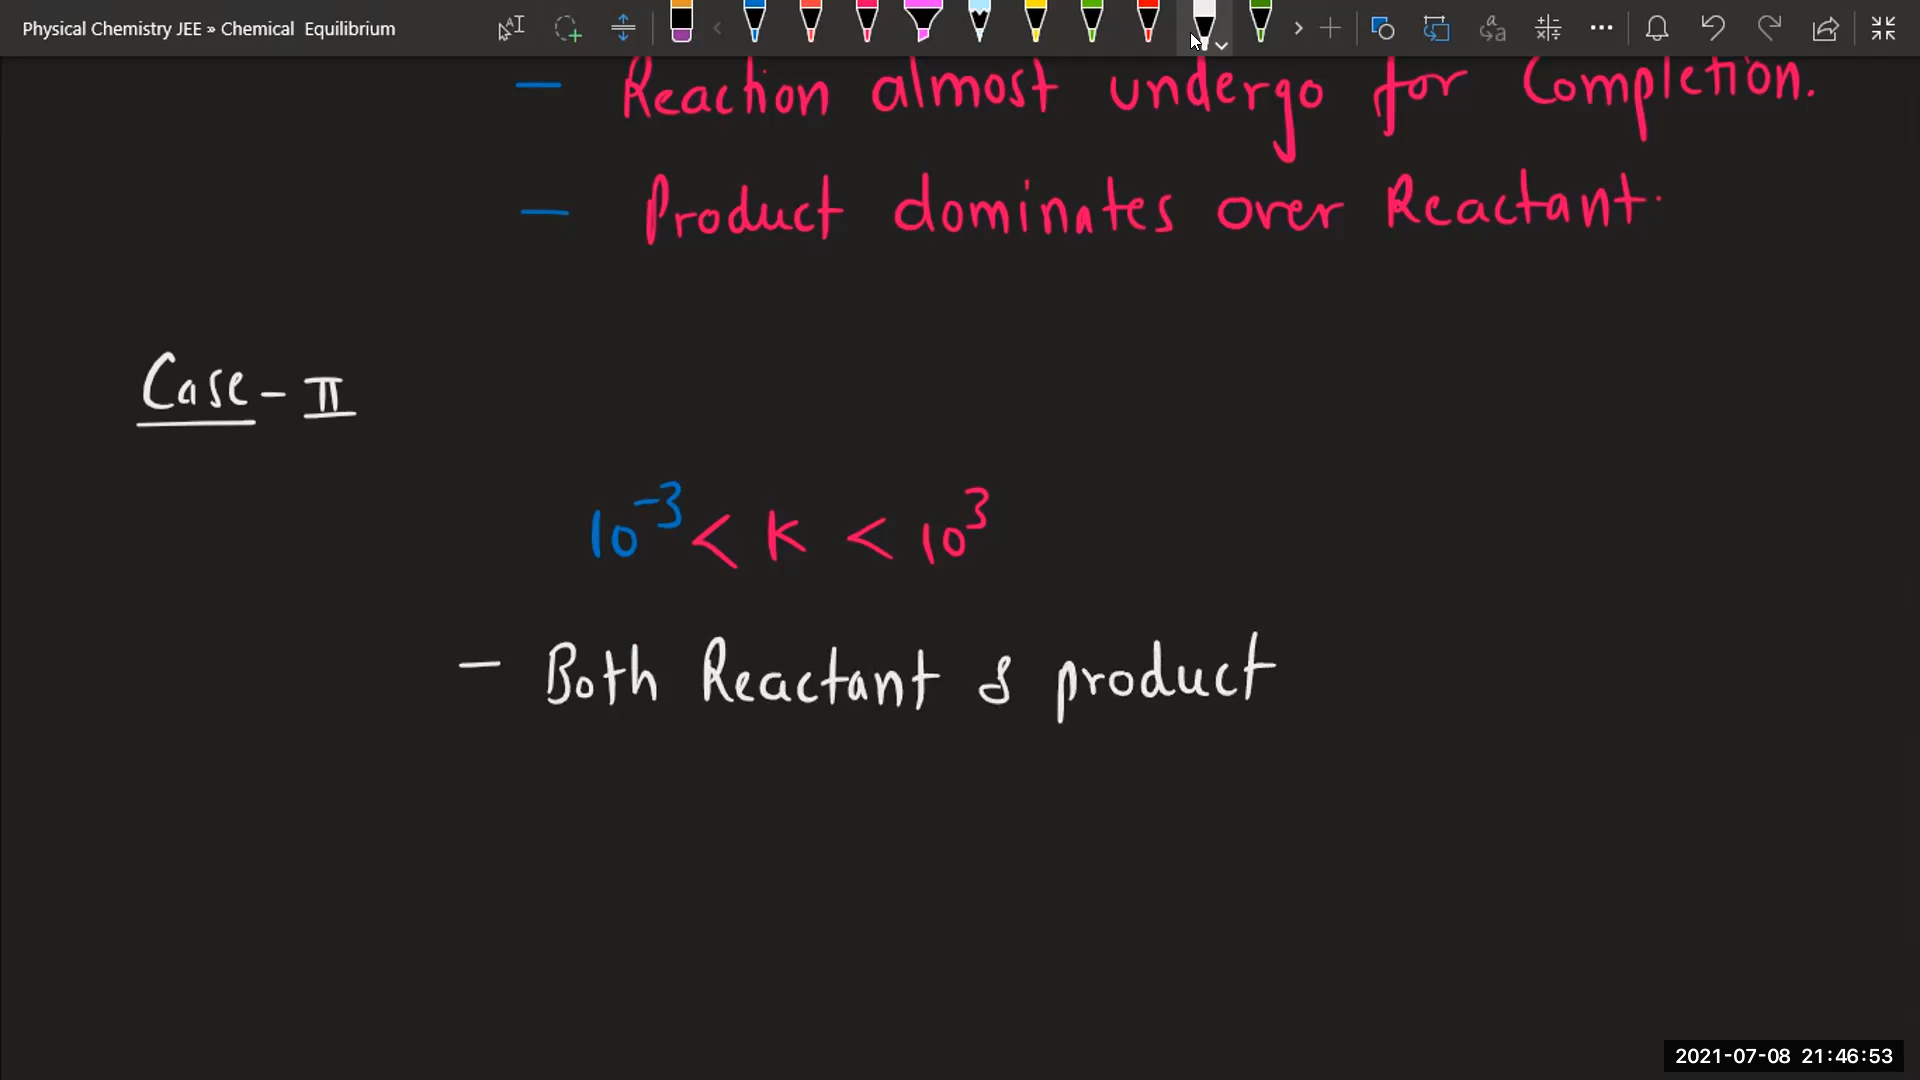 Physical Chemistry JEE » Chemical Equilibrium
— Reaction almost undergo for Completion.
— Product dominates over Reactant.
Case - II
10⁻³ < K < 10³
— Both Reactant & product
2021-07-08 21:46:53